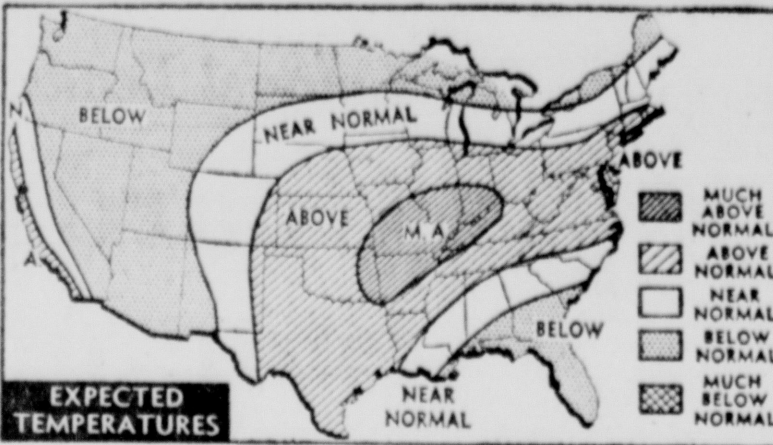 BELOW
N
NEAR NORMAL
ABOVE
ABOVE
M. A.
A
BELOW
NEAR
NORMAL
EXPECTED
TEMPERATURES
MUCH
ABOVE
NORMAL
ABOVE
NORMAL
NEAR
NORMAL
BELOW
NORMAL
MUCH
BELOW
NORMAL